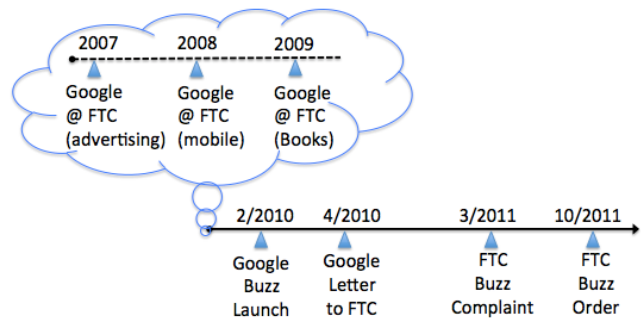 2007 2008 2009
Google Google Google
@ FTC @ FTC @ FTC
(advertising) (mobile) (Books)
2/2010 4/2010 3/2011 10/2011
Google Google FTC FTC
Buzz Letter Buzz Buzz
Launch to FTC Complaint Order